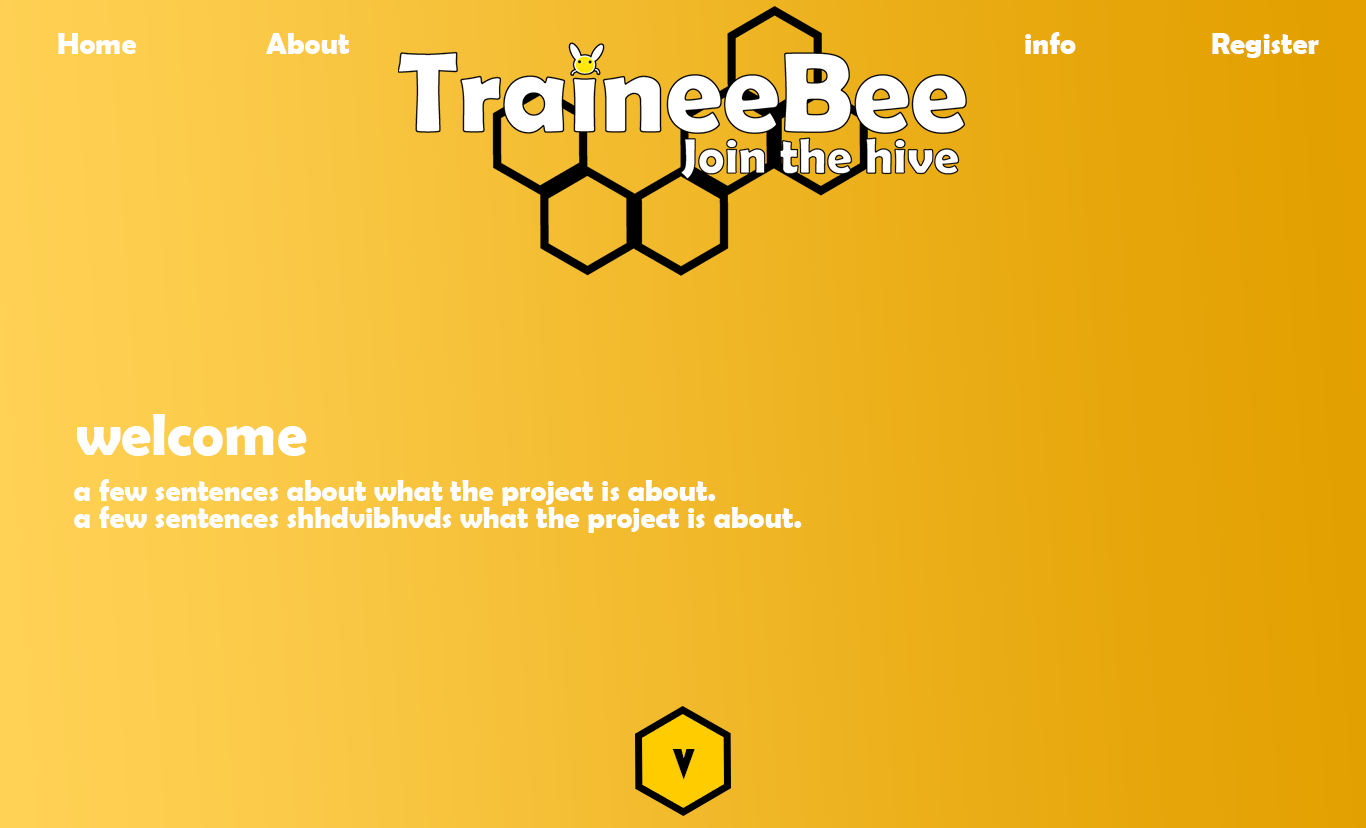 Home About info Register
TraineeBee
Join the hive
welcome
a few sentences about what the project is about.
a few sentences shhdvibhvds what the project is about.
v